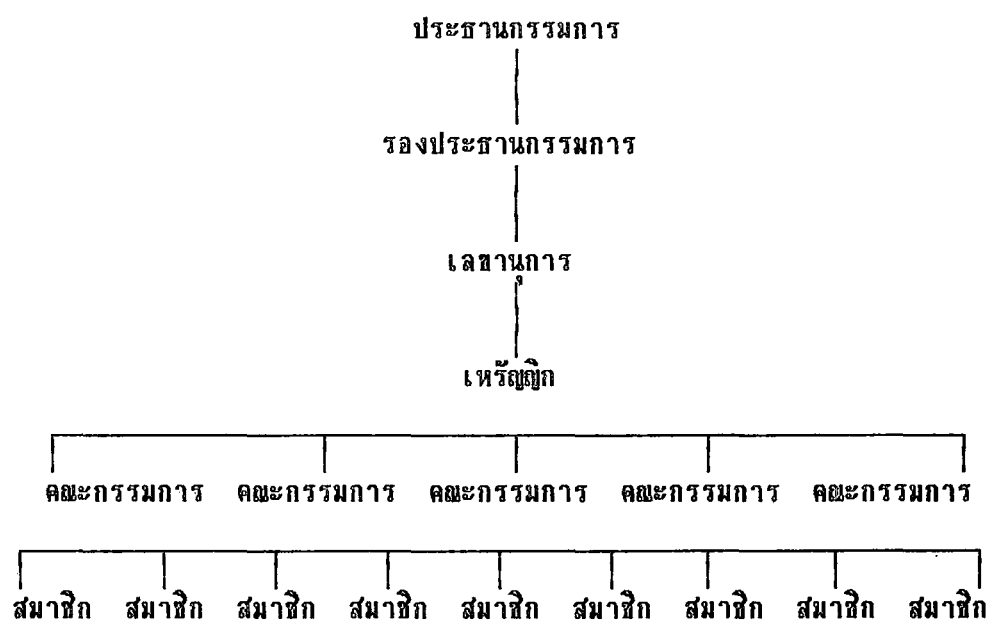 ประธานกรรมการ
รองประธานกรรมการ
เลขานุการ
เหรัญญิก
คณะกรรมการ คณะกรรมการ คณะกรรมการ คณะกรรมการ คณะกรรมการ
สมาชิก สมาชิก สมาชิก สมาชิก สมาชิก สมาชิก สมาชิก สมาชิก สมาชิก